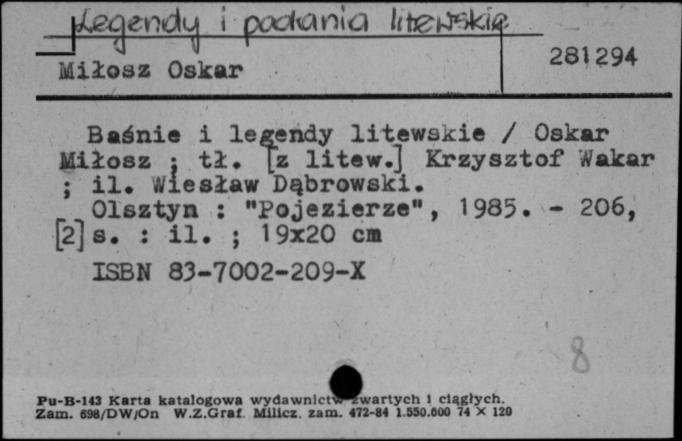 Legendy i podania litewskie
Miłosz Oskar
281294
Baśnie i legendy litewskie / Oskar
Miłosz ; tł. [z litew.] Krzysztof Wakar
; il. Wiesław Dąbrowski.
Olsztyn : "Pojezierze", 1985. - 206,
[2] s. : il. ; 19x20 cm
ISBN 83-7002-209-X
8
Pu-B-143 Karta katalogowa wydawnictw zwartych i ciągłych.
Zam. 698/DW/On W.Z.Graf. Milicz. zam. 472-84 1.550.000 74 × 120